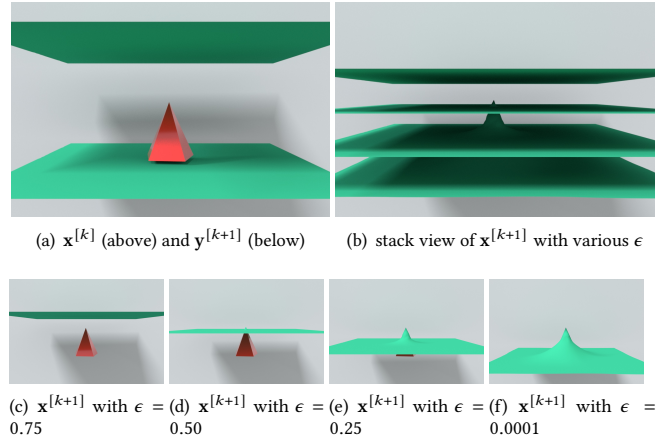 (a) x^[k] (above) and y^[k+1] (below)
(b) stack view of x^[k+1] with various ϵ
(c) x^[k+1] with ϵ =
0.75
(d) x^[k+1] with ϵ =
0.50
(e) x^[k+1] with ϵ =
0.25
(f) x^[k+1] with ϵ =
0.0001